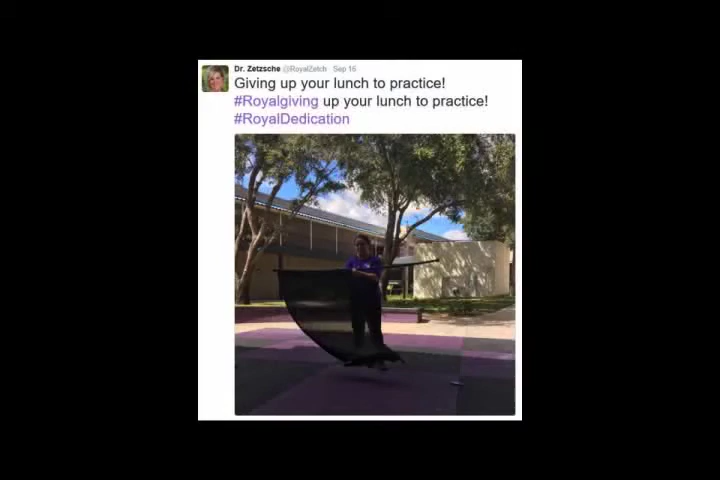 Dr. Zetzsche @RoyalZetch · Sep 16
Giving up your lunch to practice!
#Royalgiving up your lunch to practice!
#RoyalDedication